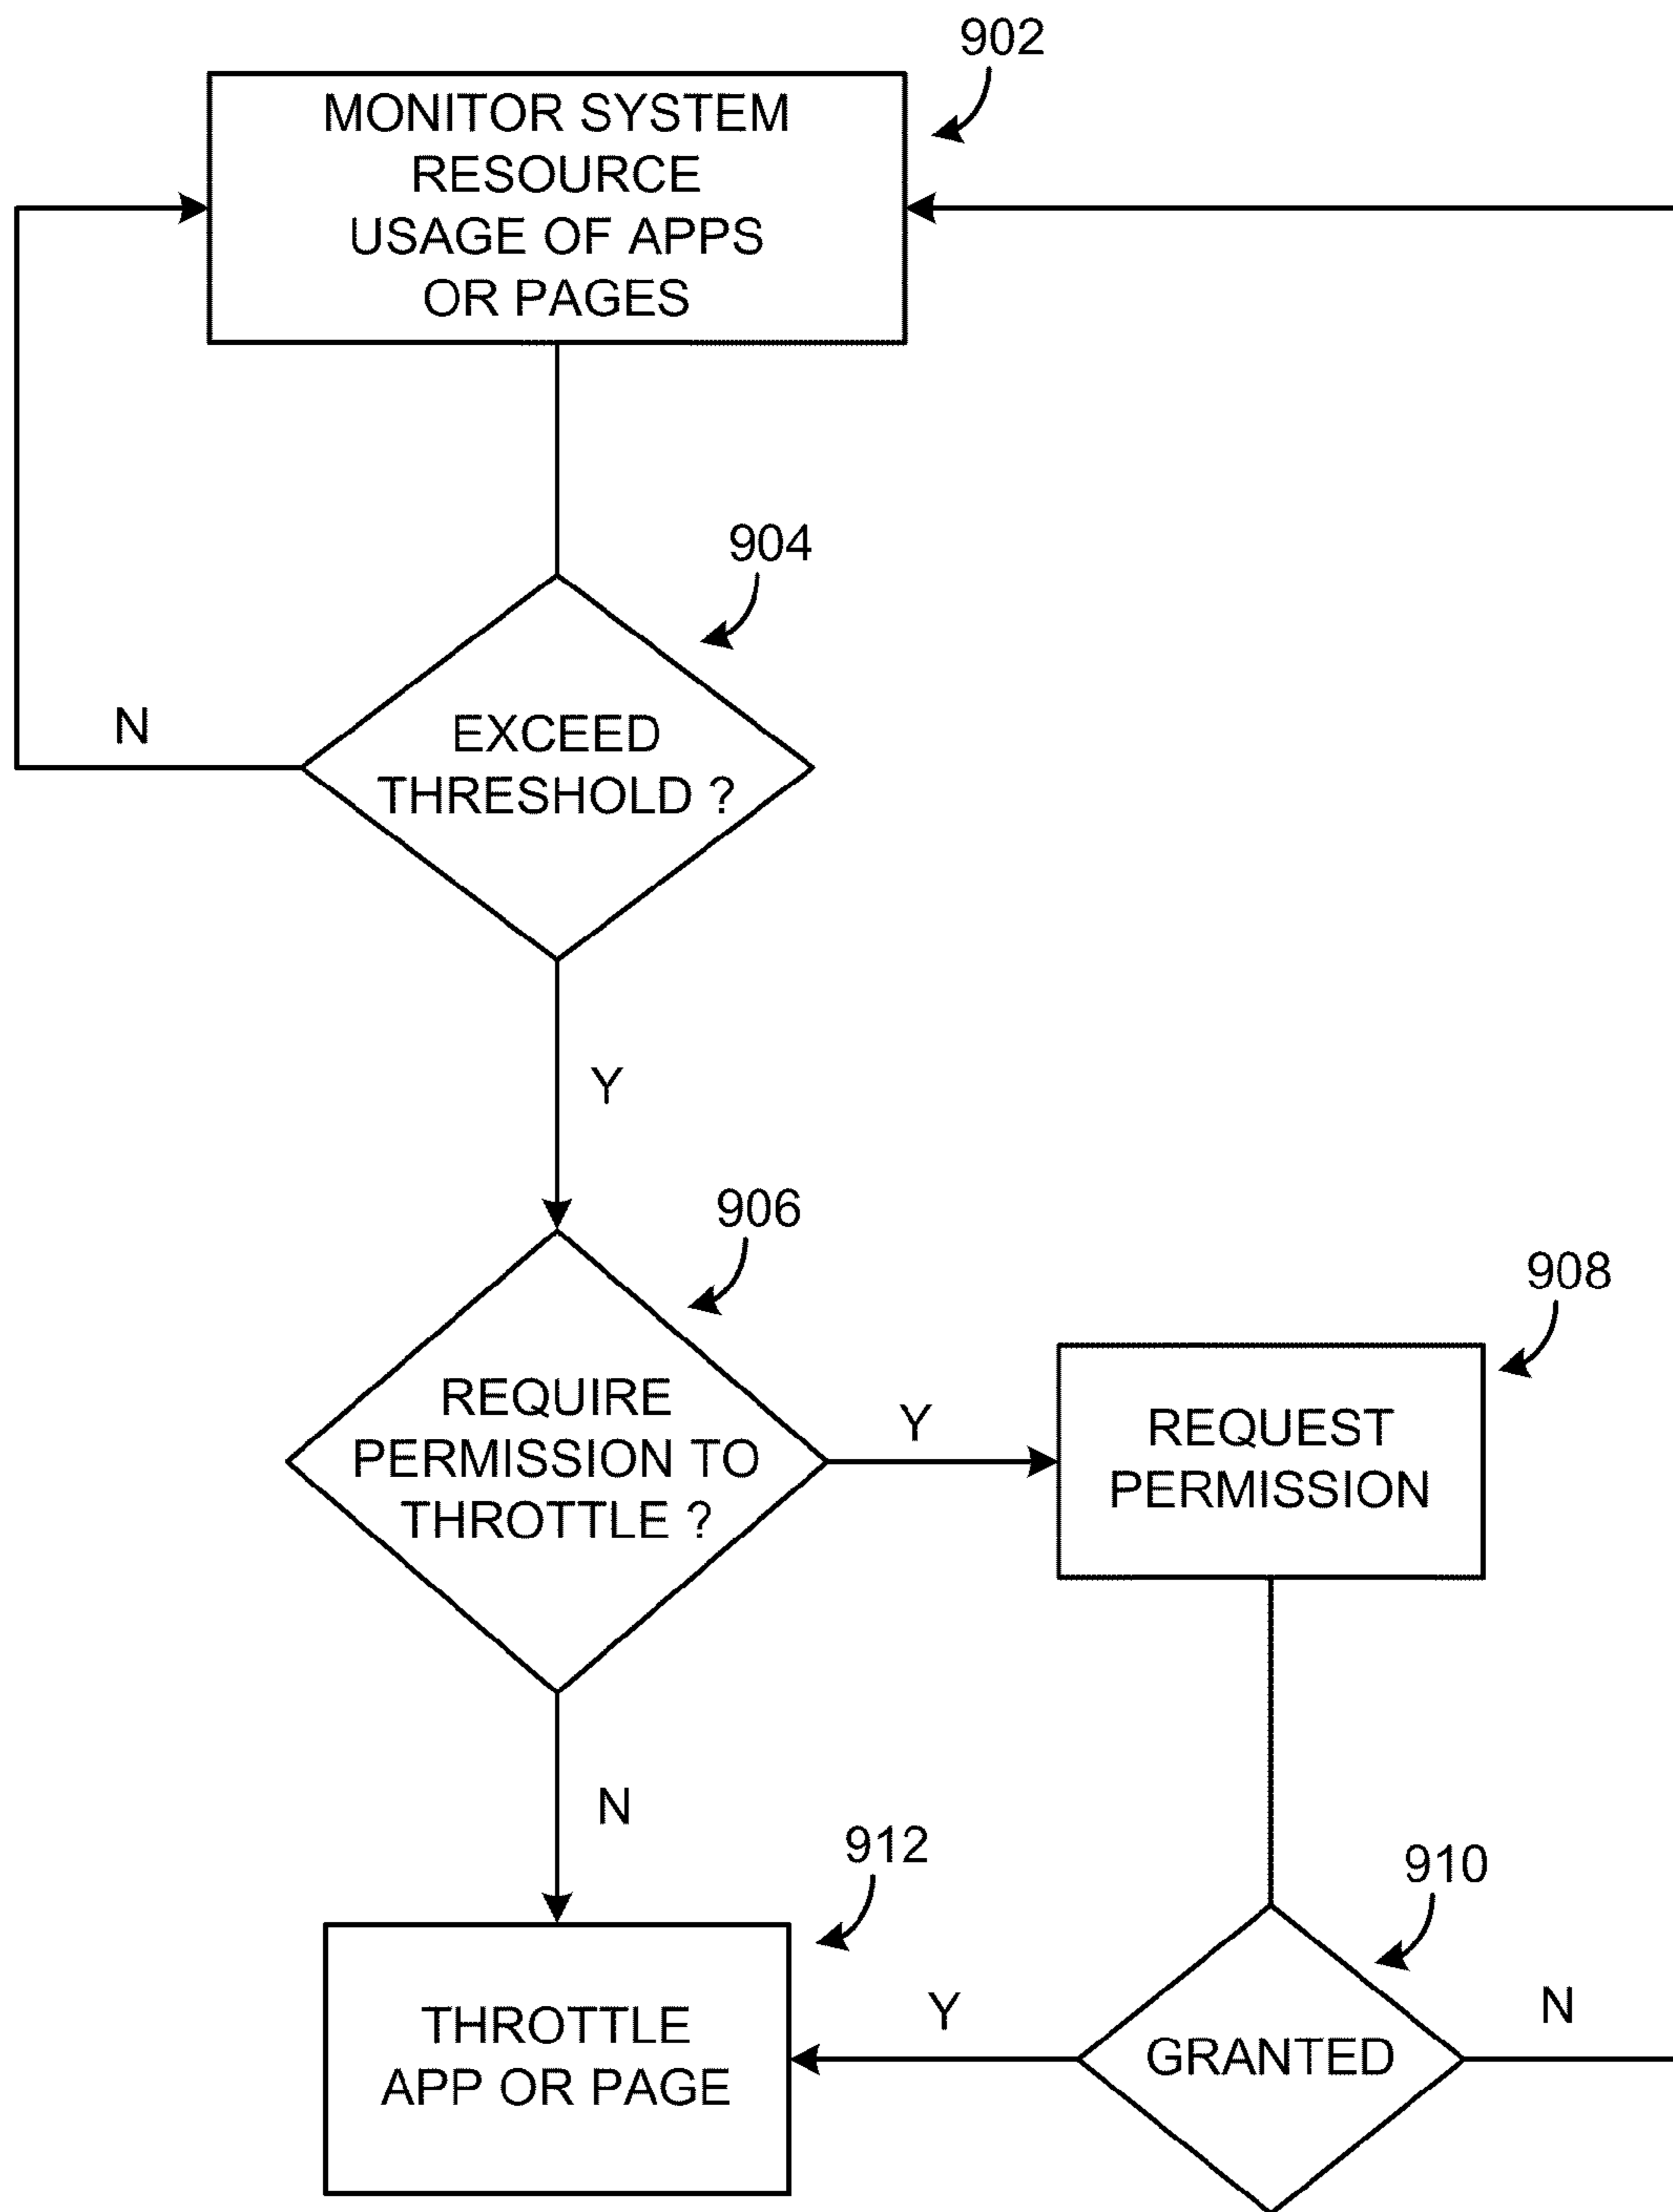 902
MONITOR SYSTEM
RESOURCE
USAGE OF APPS
OR PAGES
904
N
EXCEED
THRESHOLD ?
Y
906
908
REQUIRE
PERMISSION TO
THROTTLE ?
Y
REQUEST
PERMISSION
N
912
910
THROTTLE
APP OR PAGE
Y
GRANTED
N